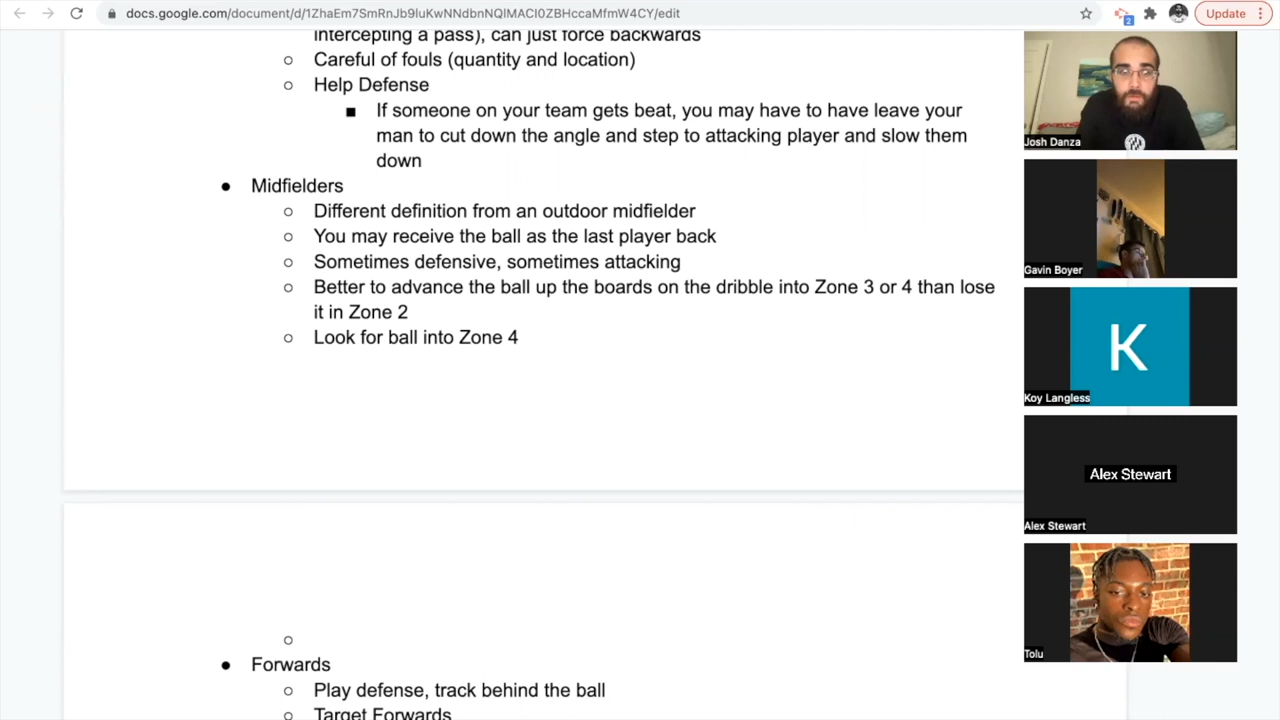 docs.google.com/document/d/1ZhaEm7SmRnJb9luKwNNdbnNQlMACI0ZBHccaMfmW4CY/edit
2
Update
intercepting a pass), can just force backwards
○ Careful of fouls (quantity and location)
○ Help Defense
■ If someone on your team gets beat, you may have to have leave your
man to cut down the angle and step to attacking player and slow them
down
● Midfielders
○ Different definition from an outdoor midfielder
○ You may receive the ball as the last player back
○ Sometimes defensive, sometimes attacking
○ Better to advance the ball up the boards on the dribble into Zone 3 or 4 than lose
it in Zone 2
○ Look for ball into Zone 4
○
● Forwards
○ Play defense, track behind the ball
○ Target Forwards
Josh Danza
Gavin Boyer
K
Koy Langless
Alex Stewart
Alex Stewart
Tolu